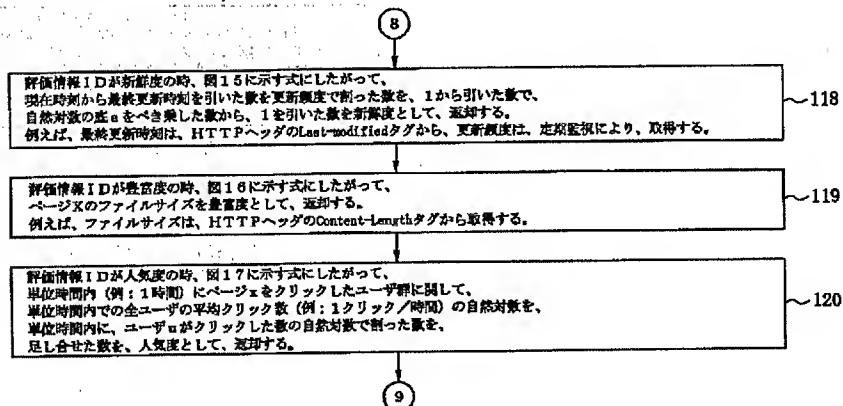 8
評価情報IDが新鮮度の時、図15に示す式にしたがって、
現在時刻から最終更新時刻を引いた数を更新頻度で割った数を、1から引いた数で、
自然対数の底eをべき乗した数から、1を引いた数を新鮮度として、返却する。
例えば、最終更新時刻は、HTTPヘッダのLast-modifiedタグから、更新頻度は、定期監視により、取得する。
118
評価情報IDが豊富度の時、図16に示す式にしたがって、
ページXのファイルサイズを豊富度として、返却する。
例えば、ファイルサイズは、HTTPヘッダのContent-Lengthタグから取得する。
119
評価情報IDが人気度の時、図17に示す式にしたがって、
単位時間内（例：1時間）にページxをクリックしたユーザ群に関して、
単位時間内での全ユーザの平均クリック数（例：1クリック／時間）の自然対数を、
単位時間内に、ユーザuがクリックした数の自然対数で割った数を、
足し合せた数を、人気度として、返却する。
120
9